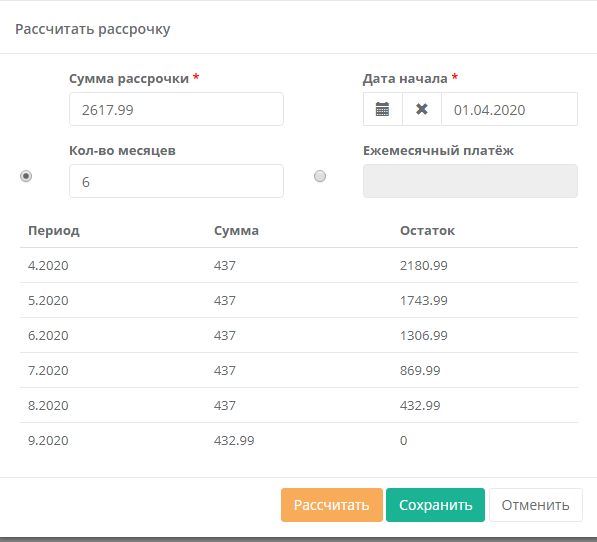 Рассчитать рассрочку
Сумма рассрочки * Дата начала *
2617.99 01.04.2020
Кол-во месяцев Ежемесячный платёж
6
Период Сумма Остаток
4.2020 437 2180.99
5.2020 437 1743.99
6.2020 437 1306.99
7.2020 437 869.99
8.2020 437 432.99
9.2020 432.99 0
Рассчитать Сохранить Отменить